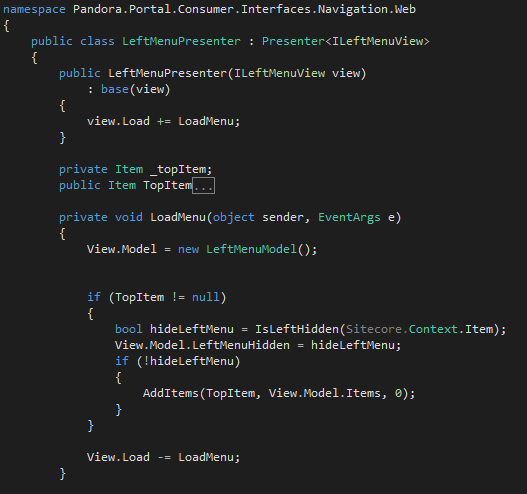 namespace Pandora.Portal.Consumer.Interfaces.Navigation.Web
{
    public class LeftMenuPresenter : Presenter<ILeftMenuView>
    {
        public LeftMenuPresenter(ILeftMenuView view)
            : base(view)
        {
            view.Load += LoadMenu;
        }

        private Item _topItem;
        public Item TopItem...

        private void LoadMenu(object sender, EventArgs e)
        {
            View.Model = new LeftMenuModel();


            if (TopItem != null)
            {
                bool hideLeftMenu = IsLeftHidden(Sitecore.Context.Item);
                View.Model.LeftMenuHidden = hideLeftMenu;
                if (!hideLeftMenu)
                {
                    AddItems(TopItem, View.Model.Items, 0);
                }
            }

            View.Load -= LoadMenu;
        }